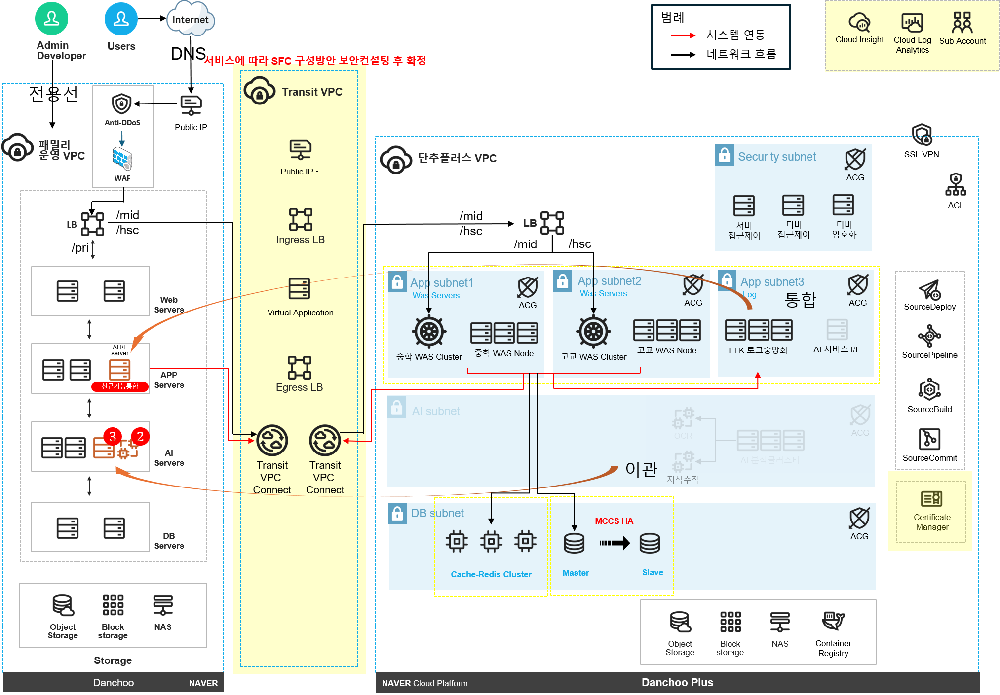 Admin
Developer
Users
Internet
DNS
서비스에 따라 SFC 구성방안 보안컨설팅 후 확정
범례
시스템 연동
네트워크 흐름
Cloud Insight
Cloud Log
Analytics
Sub Account
전용선
Anti-DDoS
WAF
Public IP
패밀리
운영 VPC
LB
/mid
/hsc
/pri
Web
Servers
AI I/F
server
신규기능통합
APP
Servers
3
2
AI
Servers
DB
Servers
Object
Storage
Block
storage
NAS
Storage
Danchoo
NAVER
Transit VPC
Public IP ~
Ingress LB
Virtual Application
Egress LB
Transit
VPC
Connect
Transit
VPC
Connect
단추플러스 VPC
/mid
/hsc
LB
/mid
/hsc
Security subnet
ACG
서버
접근제어
디비
접근제어
디비
암호화
SSL VPN
ACL
App subnet1
Was Servers
ACG
중학 WAS Cluster
중학 WAS Node
App subnet2
Was Servers
ACG
고교 WAS Cluster
고교 WAS Node
App subnet3
Log
통합
ACG
ELK 로그중앙화
AI 서비스 I/F
AI subnet
ACG
OCR
지식추적
AI 분석클러스터
이관
DB subnet
ACG
Cache-Redis Cluster
MCCS HA
Master
Slave
SourceDeploy
SourcePipeline
SourceBuild
SourceCommit
Certificate
Manager
Object
Storage
Block
storage
NAS
Container
Registry
NAVER Cloud Platform
Danchoo Plus